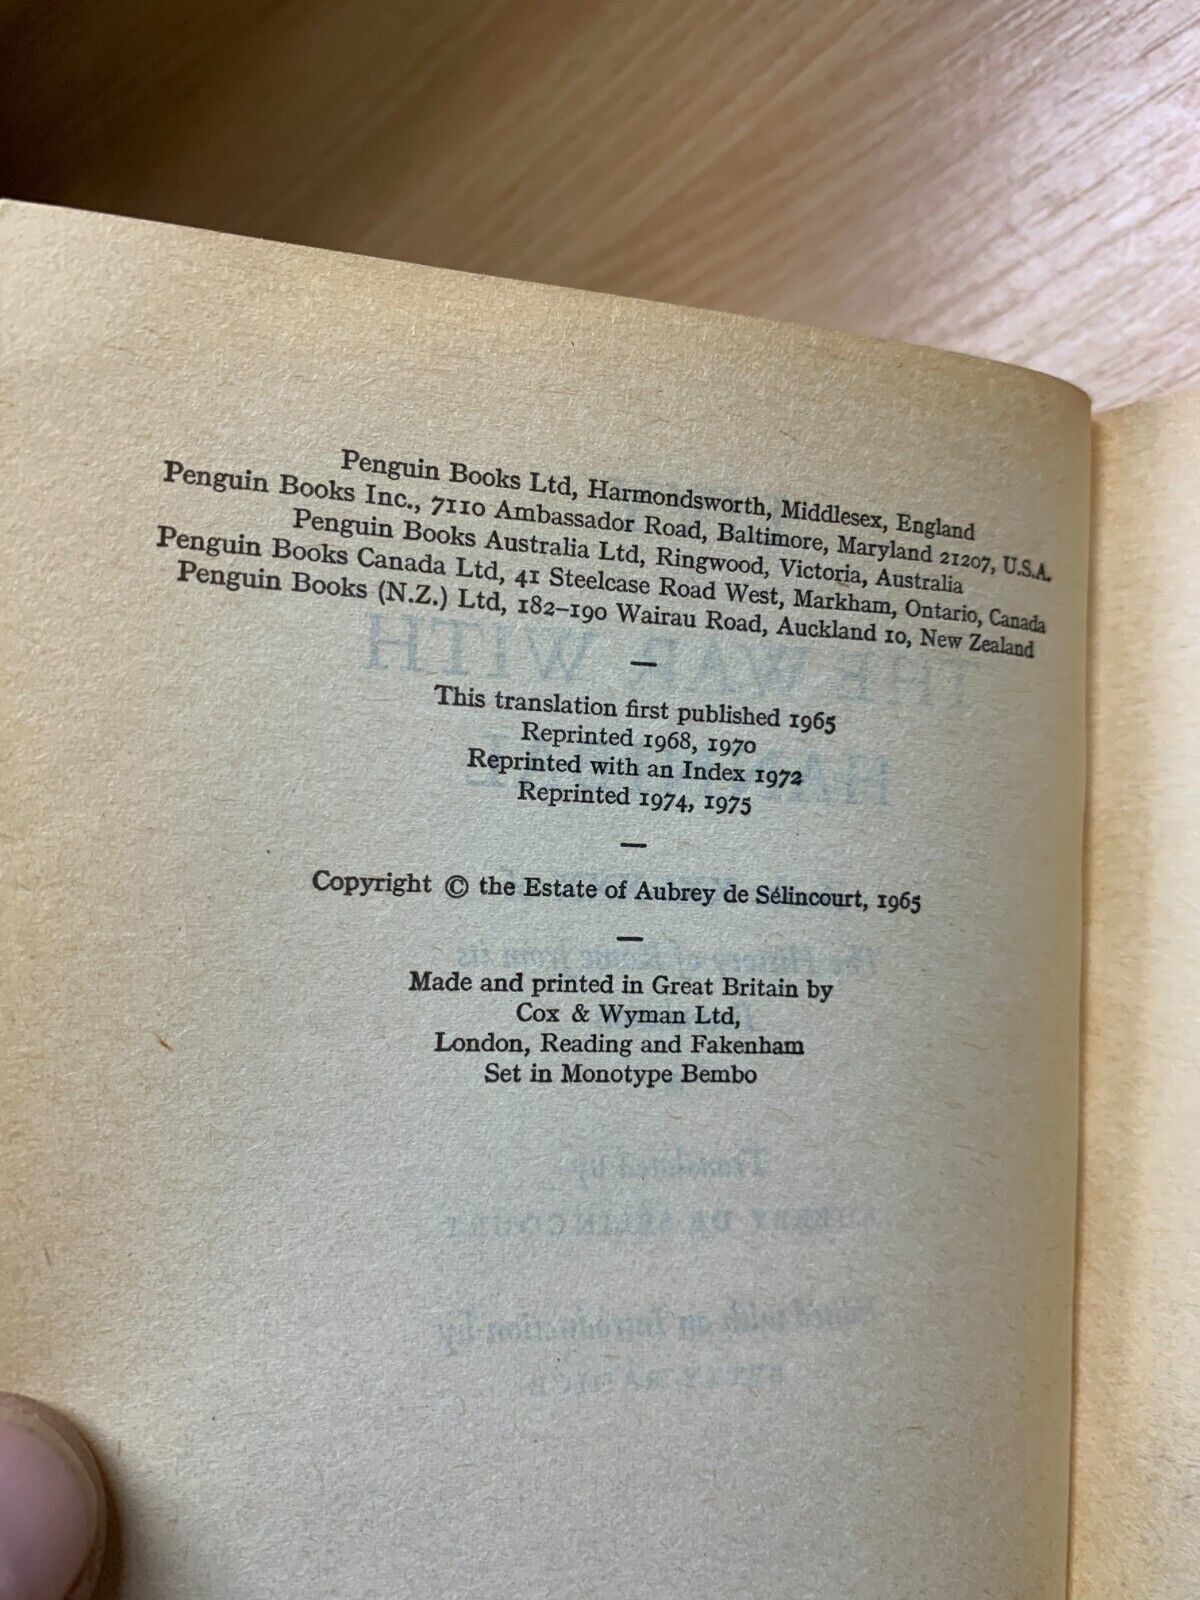 Penguin Books Ltd, Harmondsworth, Middlesex, England
Penguin Books Inc., 7110 Ambassador Road, Baltimore, Maryland 21207, U.S.A.
Penguin Books Australia Ltd, Ringwood, Victoria, Australia
Penguin Books Canada Ltd, 41 Steelcase Road West, Markham, Ontario, Canada
Penguin Books (N.Z.) Ltd, 182–190 Wairau Road, Auckland 10, New Zealand
—
This translation first published 1965
Reprinted 1968, 1970
Reprinted with an Index 1972
Reprinted 1974, 1975
—
Copyright © the Estate of Aubrey de Sélincourt, 1965
—
Made and printed in Great Britain by
Cox & Wyman Ltd,
London, Reading and Fakenham
Set in Monotype Bembo